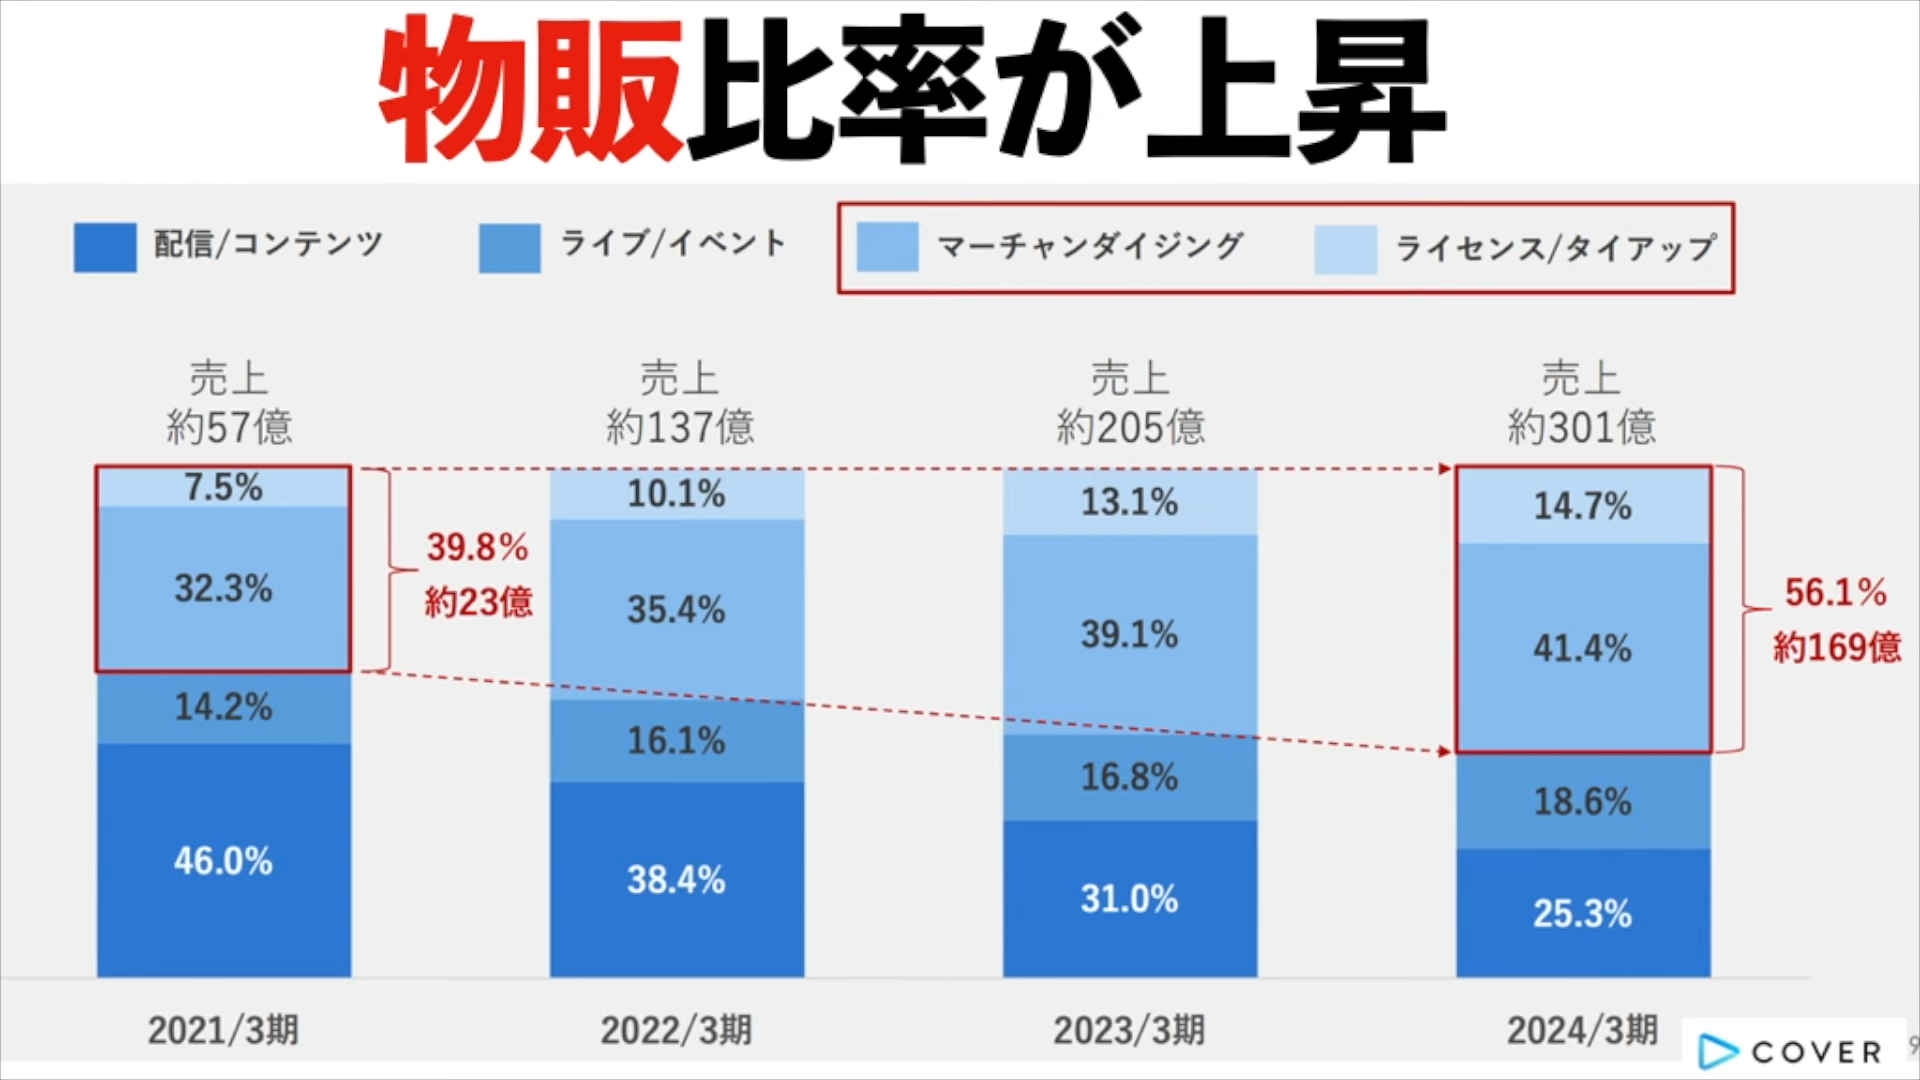 物販比率が上昇
配信/コンテンツ
ライブ/イベント
マーチャンダイジング
ライセンス/タイアップ
売上
約57億
売上
約137億
売上
約205億
売上
約301億
7.5%
32.3%
14.2%
46.0%
39.8%
約23億
10.1%
35.4%
16.1%
38.4%
13.1%
39.1%
16.8%
31.0%
14.7%
41.4%
18.6%
25.3%
56.1%
約169億
2021/3期
2022/3期
2023/3期
2024/3期
COVER
9